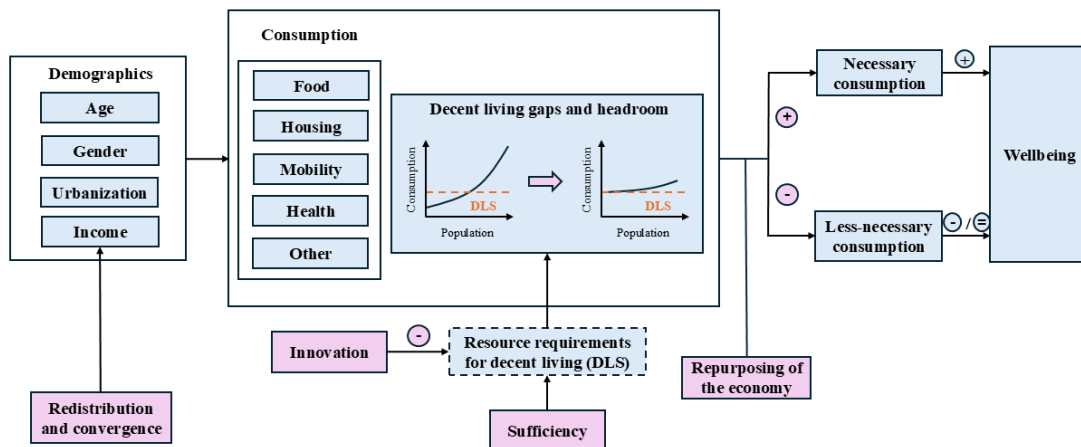 Demographics
Age
Gender
Urbanization
Income
Redistribution
and convergence
Consumption
Food
Housing
Mobility
Health
Other
Decent living gaps and headroom
Consumption
DLS
Population
Consumption
DLS
Population
Innovation
-
Resource requirements
for decent living (DLS)
Sufficiency
Repurposing of
the economy
+
-
Necessary
consumption
+
Less-necessary
consumption
- / =
Wellbeing